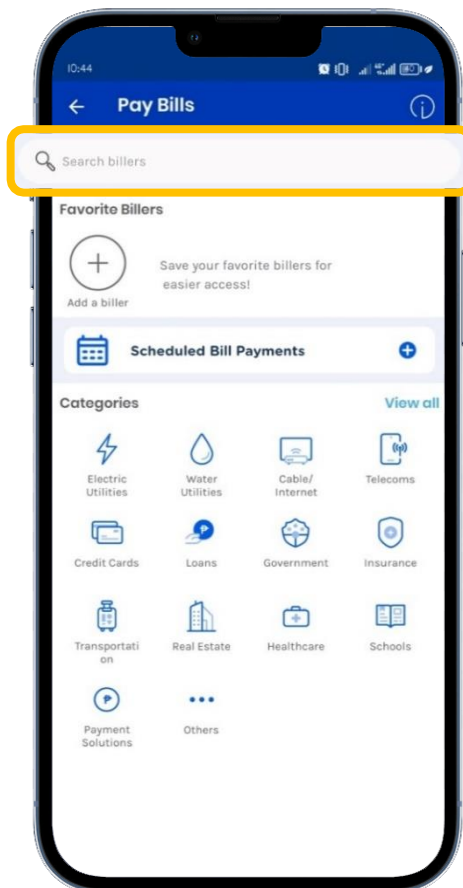 10:44
Pay Bills
Search billers
Favorite Billers
Save your favorite billers for
easier access!
Add a biller
Scheduled Bill Payments
Categories View all
Electric
Utilities
Water
Utilities
Cable/
Internet
Telecoms
Credit Cards
Loans
Government
Insurance
Transportati
on
Real Estate
Healthcare
Schools
Payment
Solutions
Others